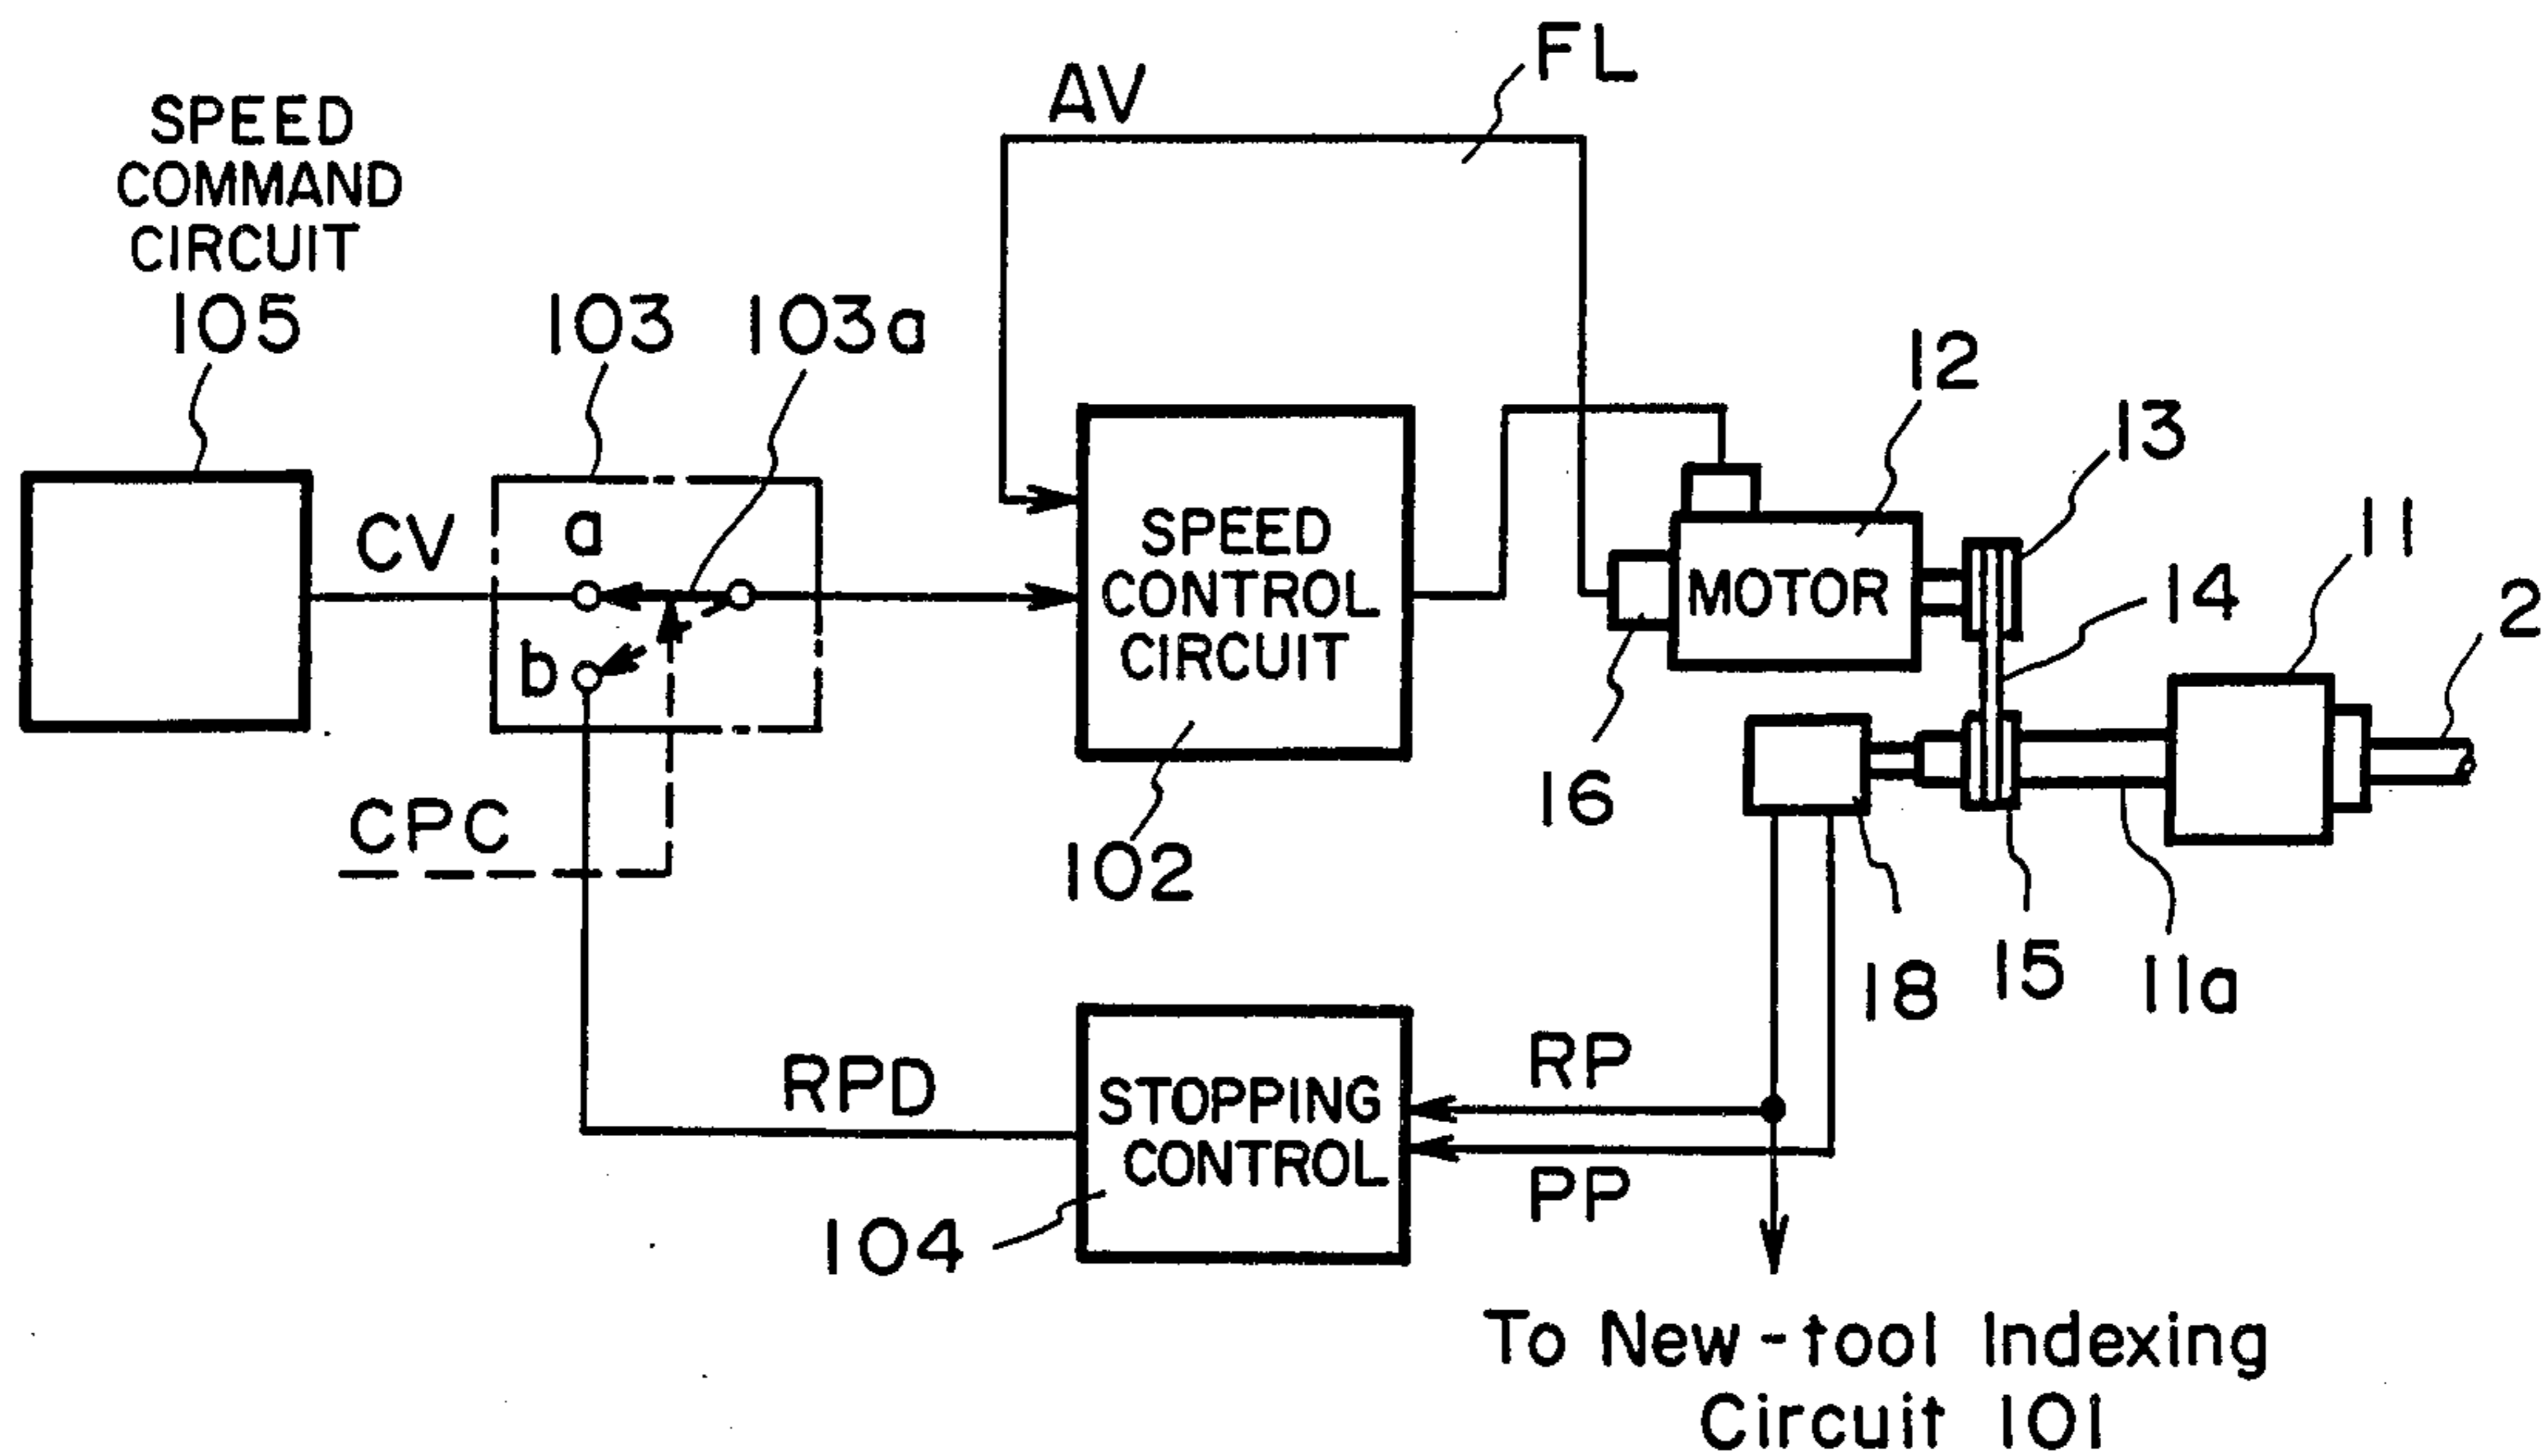 FL
AV
SPEED
COMMAND
CIRCUIT
105
103
103a
12
13
11
14
2
CV
a
b
SPEED
CONTROL
CIRCUIT
MOTOR
CPC
102
16
18
15
11a
RPD
STOPPING
CONTROL
RP
PP
104
To New-tool Indexing
Circuit 101